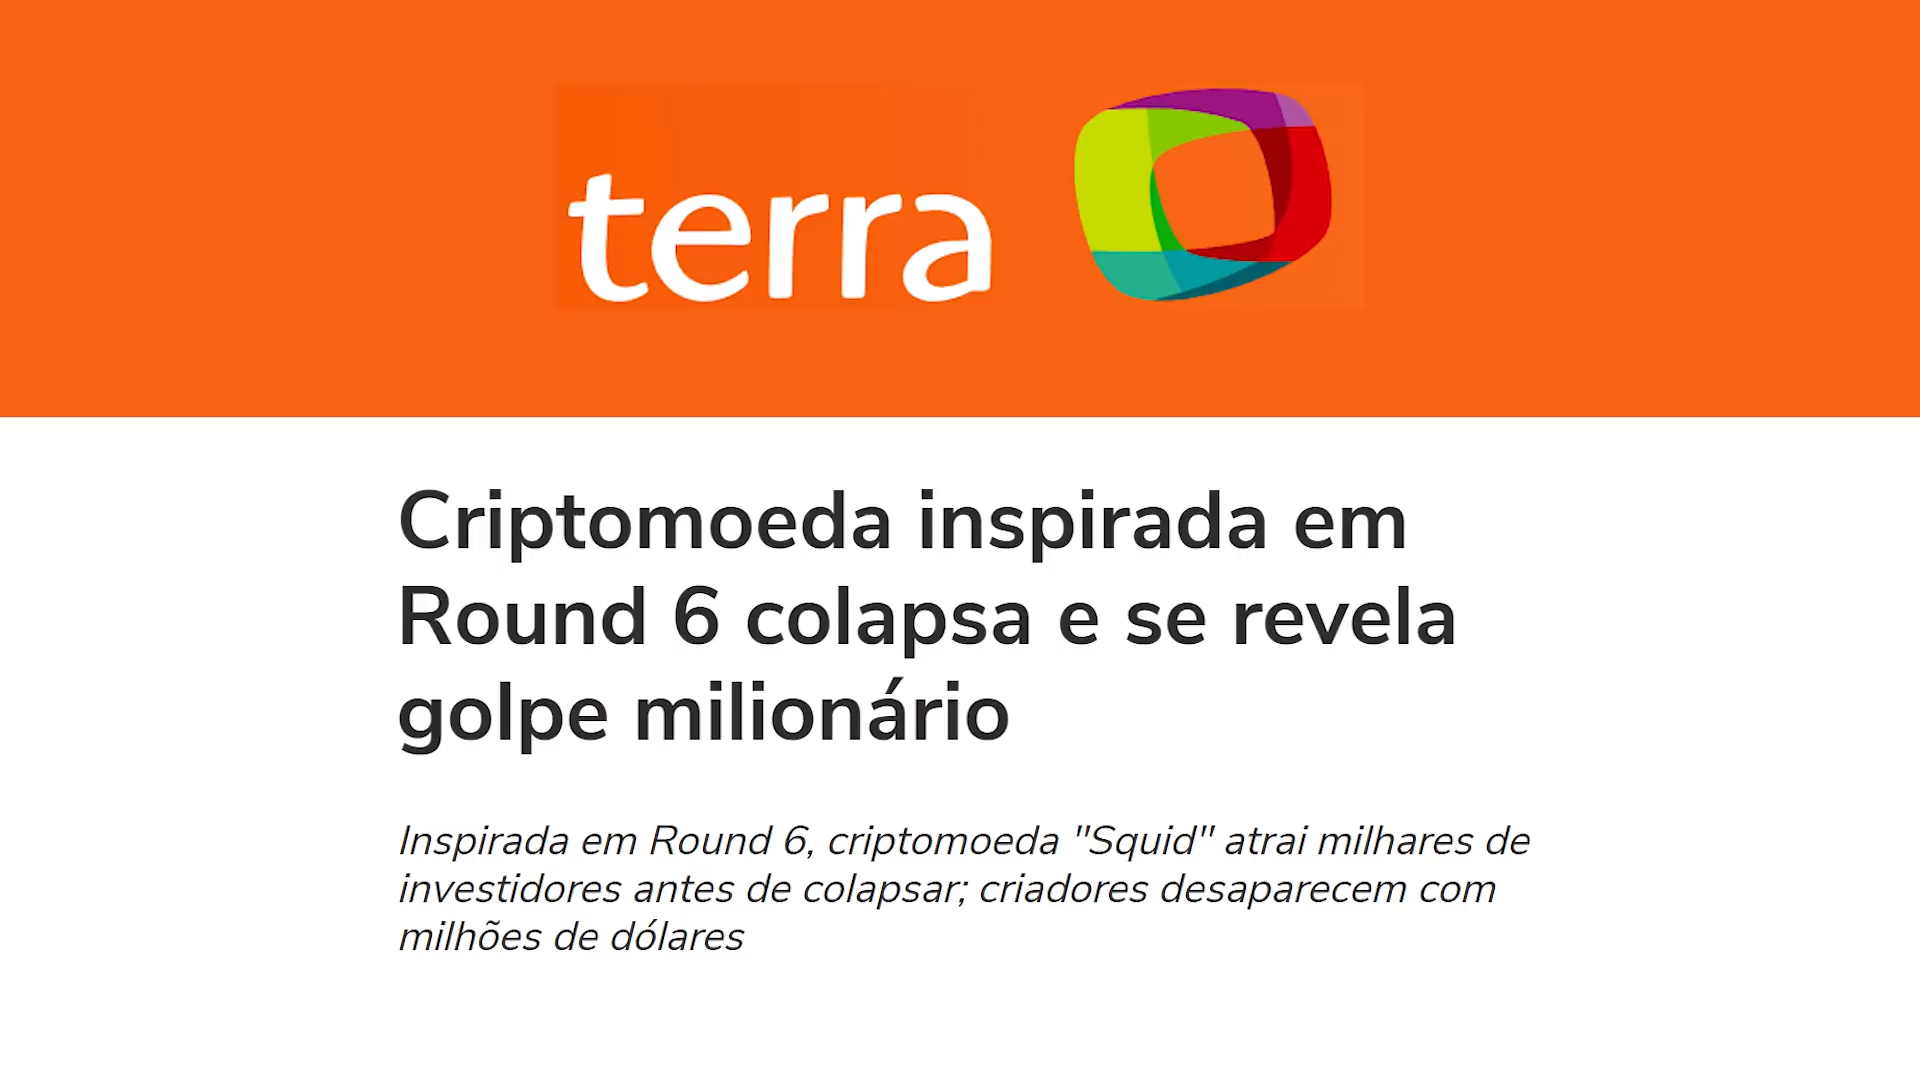 terra
Criptomoeda inspirada em
Round 6 colapsa e se revela
golpe milionário
Inspirada em Round 6, criptomoeda "Squid" atrai milhares de
investidores antes de colapsar; criadores desaparecem com
milhões de dólares